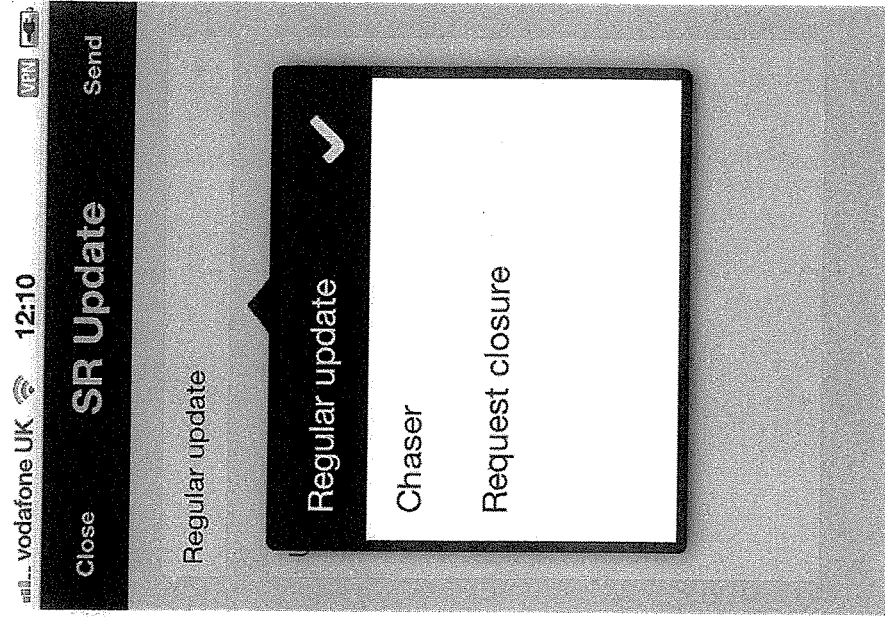 vodafone UK 12:10 VPN
Close SR Update Send
Regular update
Regular update
Chaser
Request closure